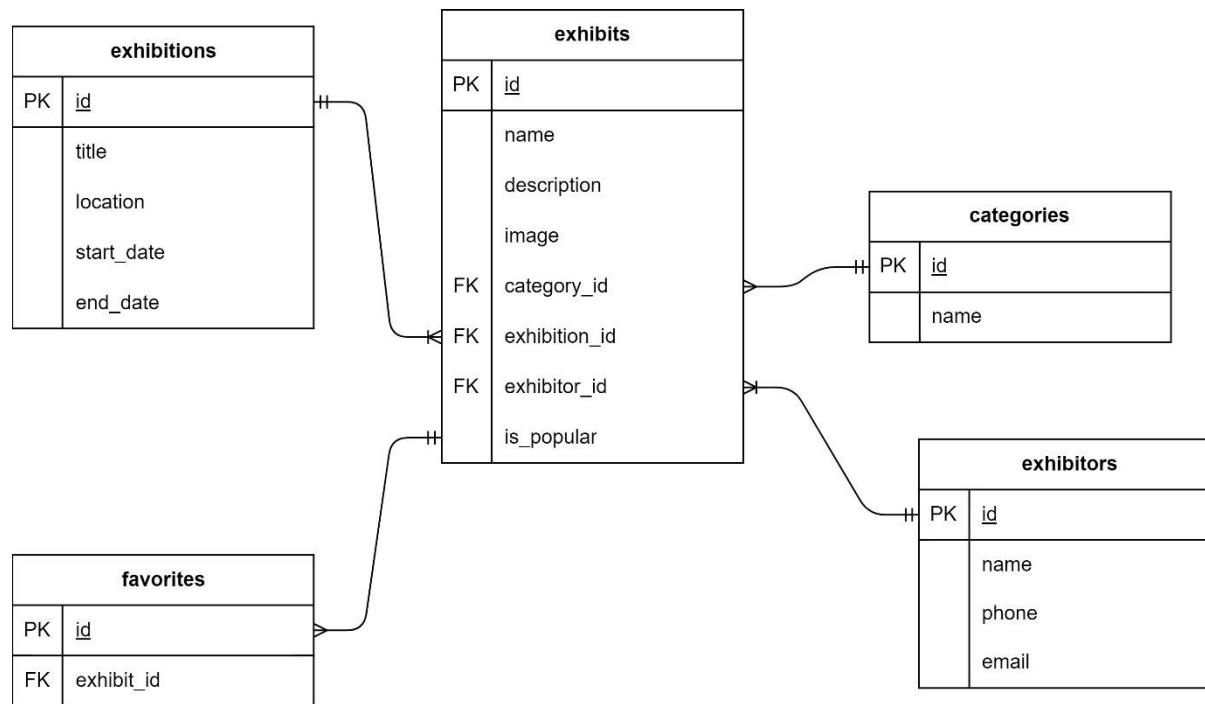 exhibitions
PK id
title
location
start_date
end_date
exhibits
PK id
name
description
image
FK category_id
FK exhibition_id
FK exhibitor_id
is_popular
categories
PK id
name
exhibitors
PK id
name
phone
email
favorites
PK id
FK exhibit_id